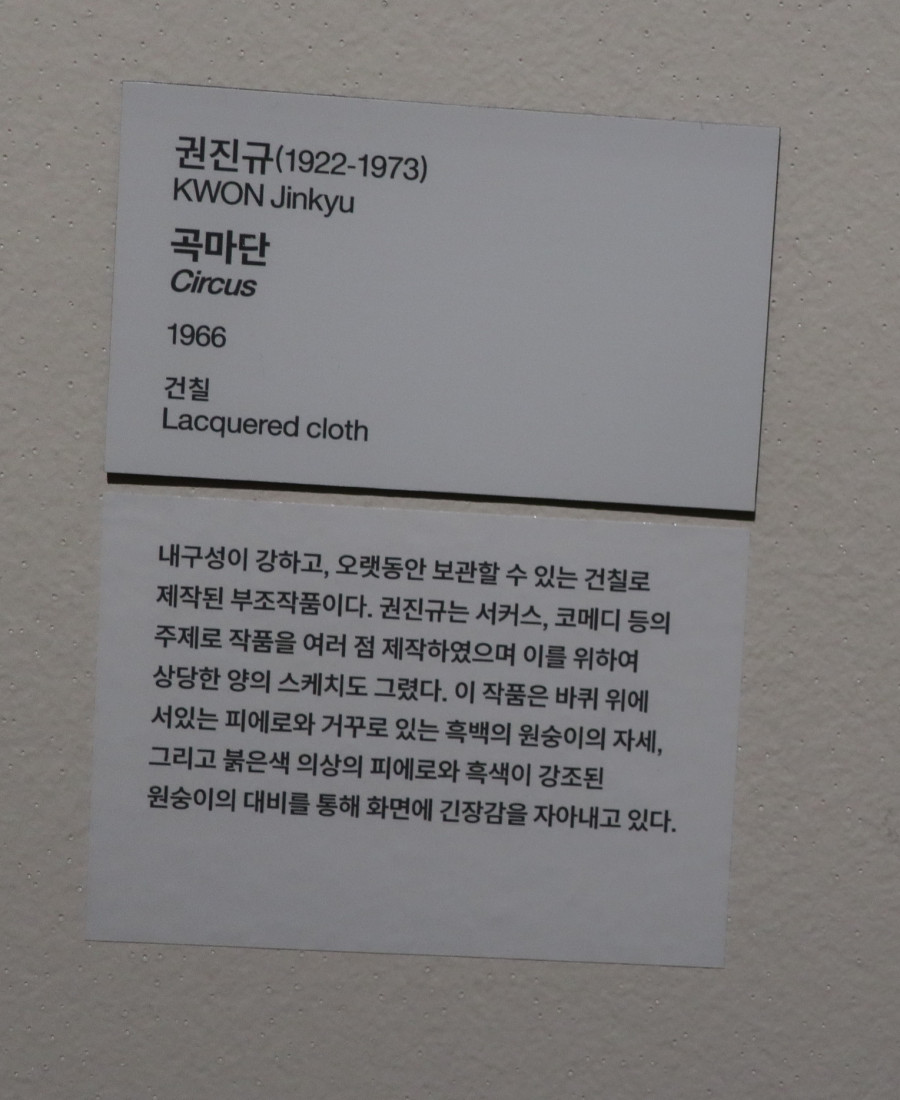 권진규(1922-1973)
KWON Jinkyu
곡마단
Circus
1966
건칠
Lacquered cloth
내구성이 강하고, 오랫동안 보관할 수 있는 건칠로
제작된 부조작품이다. 권진규는 서커스, 코메디 등의
주제로 작품을 여러 점 제작하였으며 이를 위하여
상당한 양의 스케치도 그렸다. 이 작품은 바퀴 위에
서있는 피에로와 거꾸로 있는 흑백의 원숭이의 자세,
그리고 붉은색 의상의 피에로와 흑색이 강조된
원숭이의 대비를 통해 화면에 긴장감을 자아내고 있다.